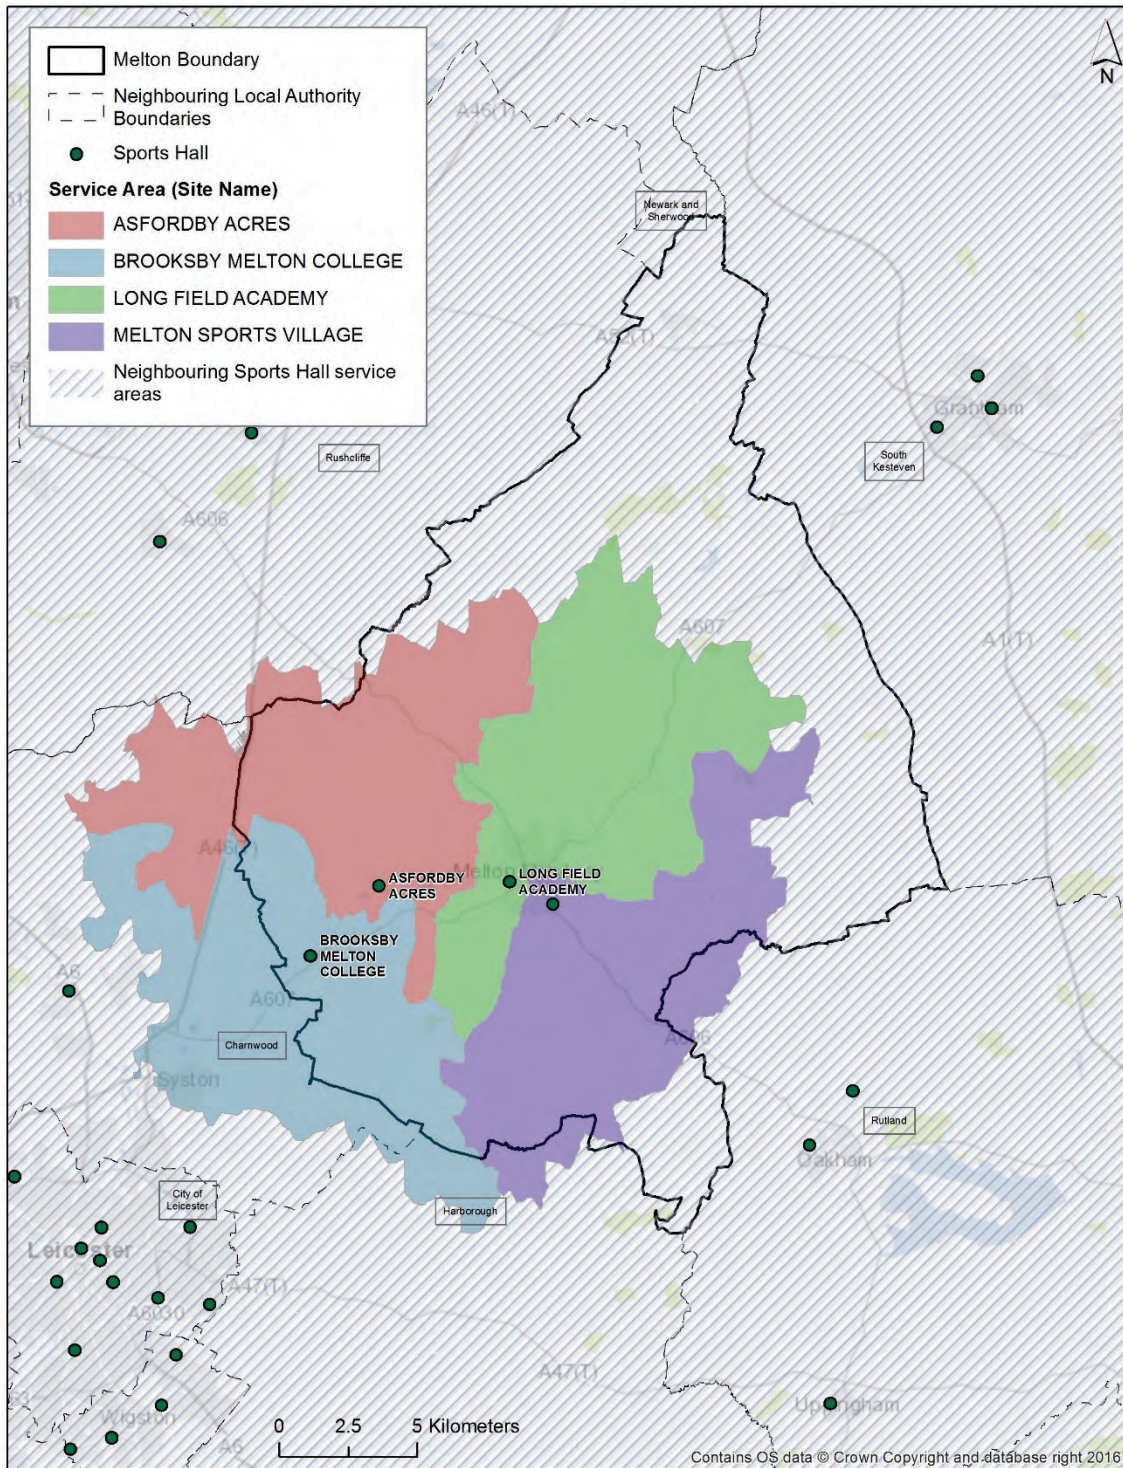 Melton Boundary
Neighbouring Local Authority
Boundaries
Sports Hall
Service Area (Site Name)
ASFORDBY ACRES
BROOKSBY MELTON COLLEGE
LONG FIELD ACADEMY
MELTON SPORTS VILLAGE
Neighbouring Sports Hall service
areas
N
A46(T)
Newark and
Sherwood
A52(T)
Grantham
Rushcliffe
South
Kesteven
A606
A607
A1(T)
A46(T)
Melton
ASFORDBY
ACRES
LONG FIELD
ACADEMY
BROOKSBY
MELTON
COLLEGE
A6
A607
Charnwood
A606
Syston
Rutland
Oakham
City of
Leicester
Harborough
Leicester
A47(T)
A6030
A47(T)
Wigston
Uppingham
A6
0 2.5 5 Kilometers
Contains OS data © Crown Copyright and database right 2016